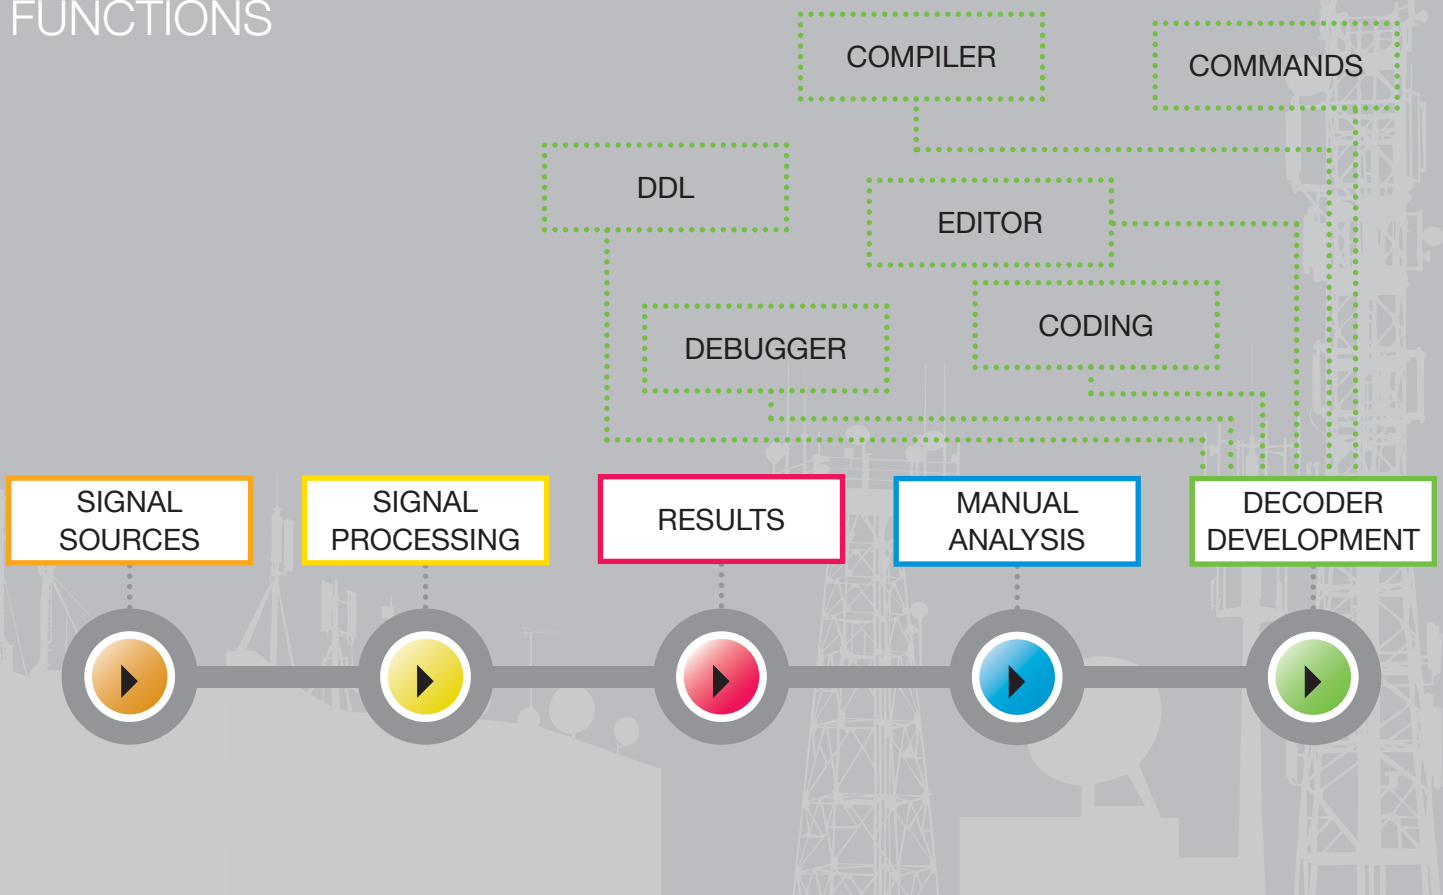 FUNCTIONS
COMPILER
COMMANDS
DDL
EDITOR
CODING
DEBUGGER
SIGNAL
SOURCES
SIGNAL
PROCESSING
RESULTS
MANUAL
ANALYSIS
DECODER
DEVELOPMENT